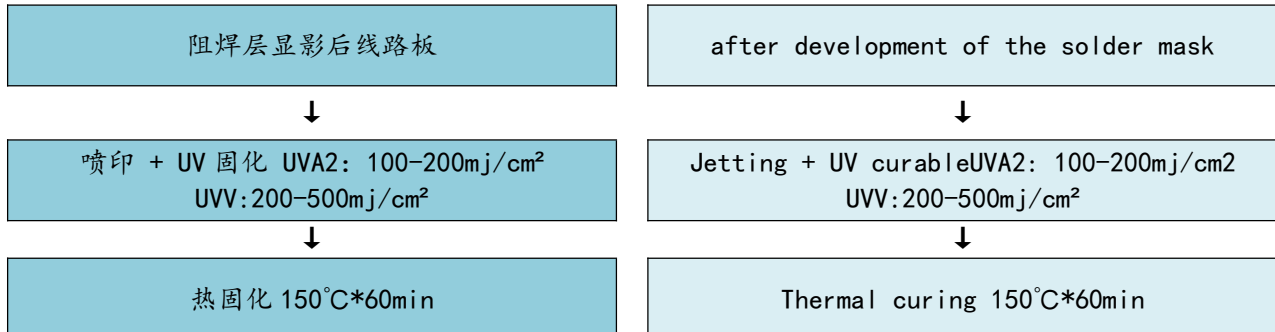 阻焊层显影后线路板
↓
喷印 + UV 固化 UVA2: 100-200mj/cm²
UVV:200-500mj/cm²
↓
热固化 150℃*60min
after development of the solder mask
↓
Jetting + UV curableUVA2: 100-200mj/cm2
UVV:200-500mj/cm²
↓
Thermal curing 150℃*60min